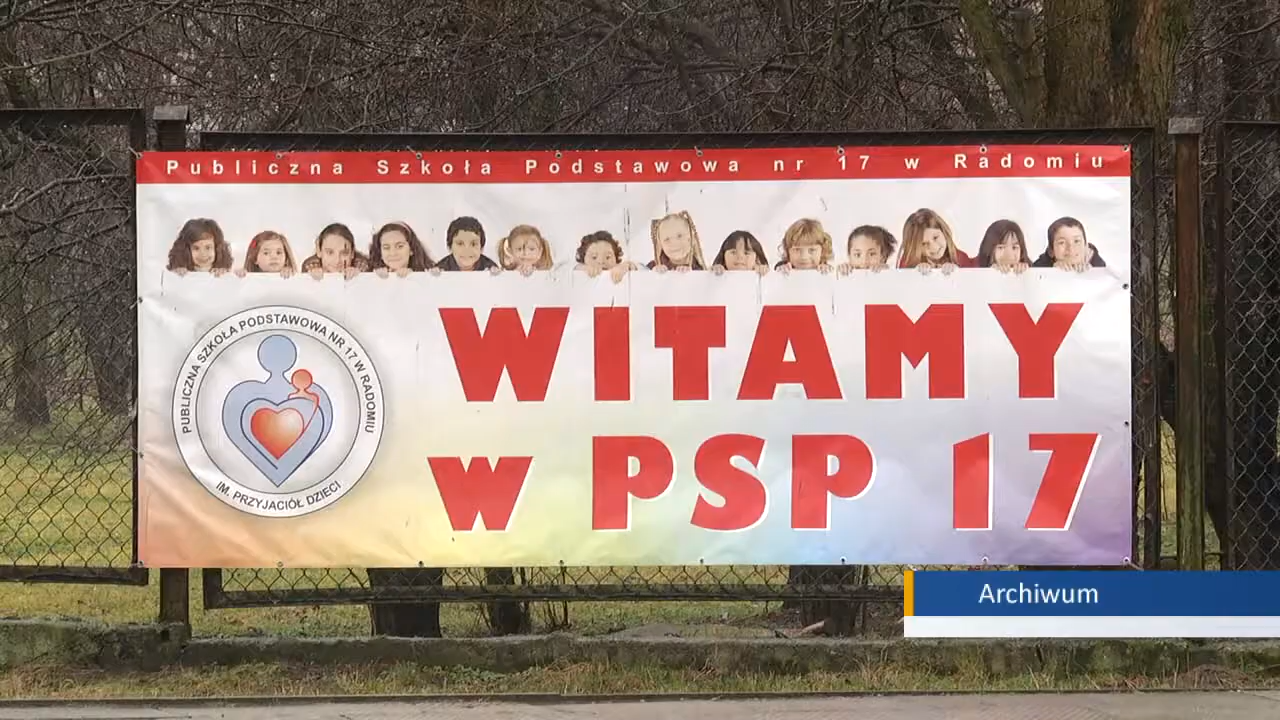 Publiczna Szkoła Podstawowa nr 17 w Radomiu
PUBLICZNA SZKOŁA PODSTAWOWA NR 17 W RADOMIU
IM. PRZYJACIÓŁ DZIECI
WITAMY
w PSP 17
Archiwum